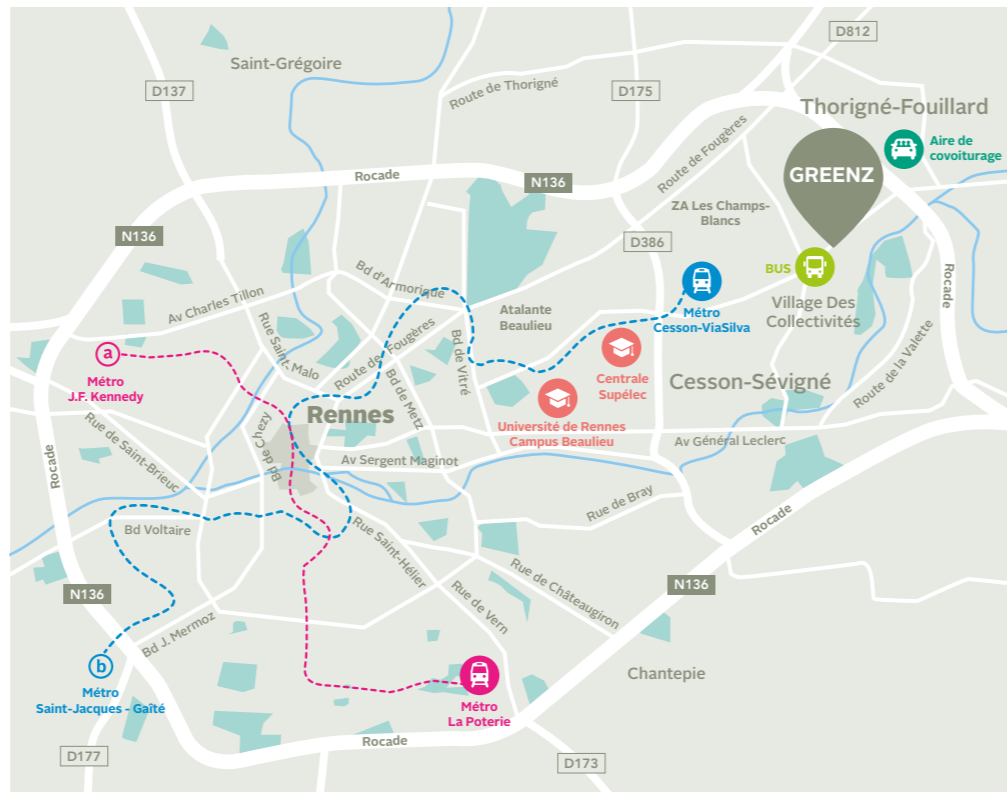 D812
Saint-Grégoire
D137
D175
Route de Thorigné
Thorigné-Fouillard
Route de Fougères
Aire de
covoiturage
Rocade
N136
GREENZ
ZA Les Champs-
Blancs
N136
D386
BUS
Bd d'Armorique
Rocade
Av Charles Tillon
Atalante
Beaulieu
Métro
Cesson-ViaSilva
Village Des
Collectivités
Rue Saint- Malo
Route de Fougères
Bd de Vitré
a
Métro
J.F. Kennedy
Bd de Metz
Centrale
Supélec
Cesson-Sévigné
Route de la Valette
Rennes
Université de Rennes
Campus Beaulieu
Rue de Saint-Brieuc
Bd de Chezy
Av Général Leclerc
Av Sergent Maginot
Rocade
Rue de Bray
Rocade
Bd Voltaire
Rue Saint-Hélier
Rue de Châteaugiron
N136
N136
Rue de Vern
Bd J. Mermoz
b
Métro
Saint-Jacques - Gaîté
Chantepie
Métro
La Poterie
Rocade
D177
D173